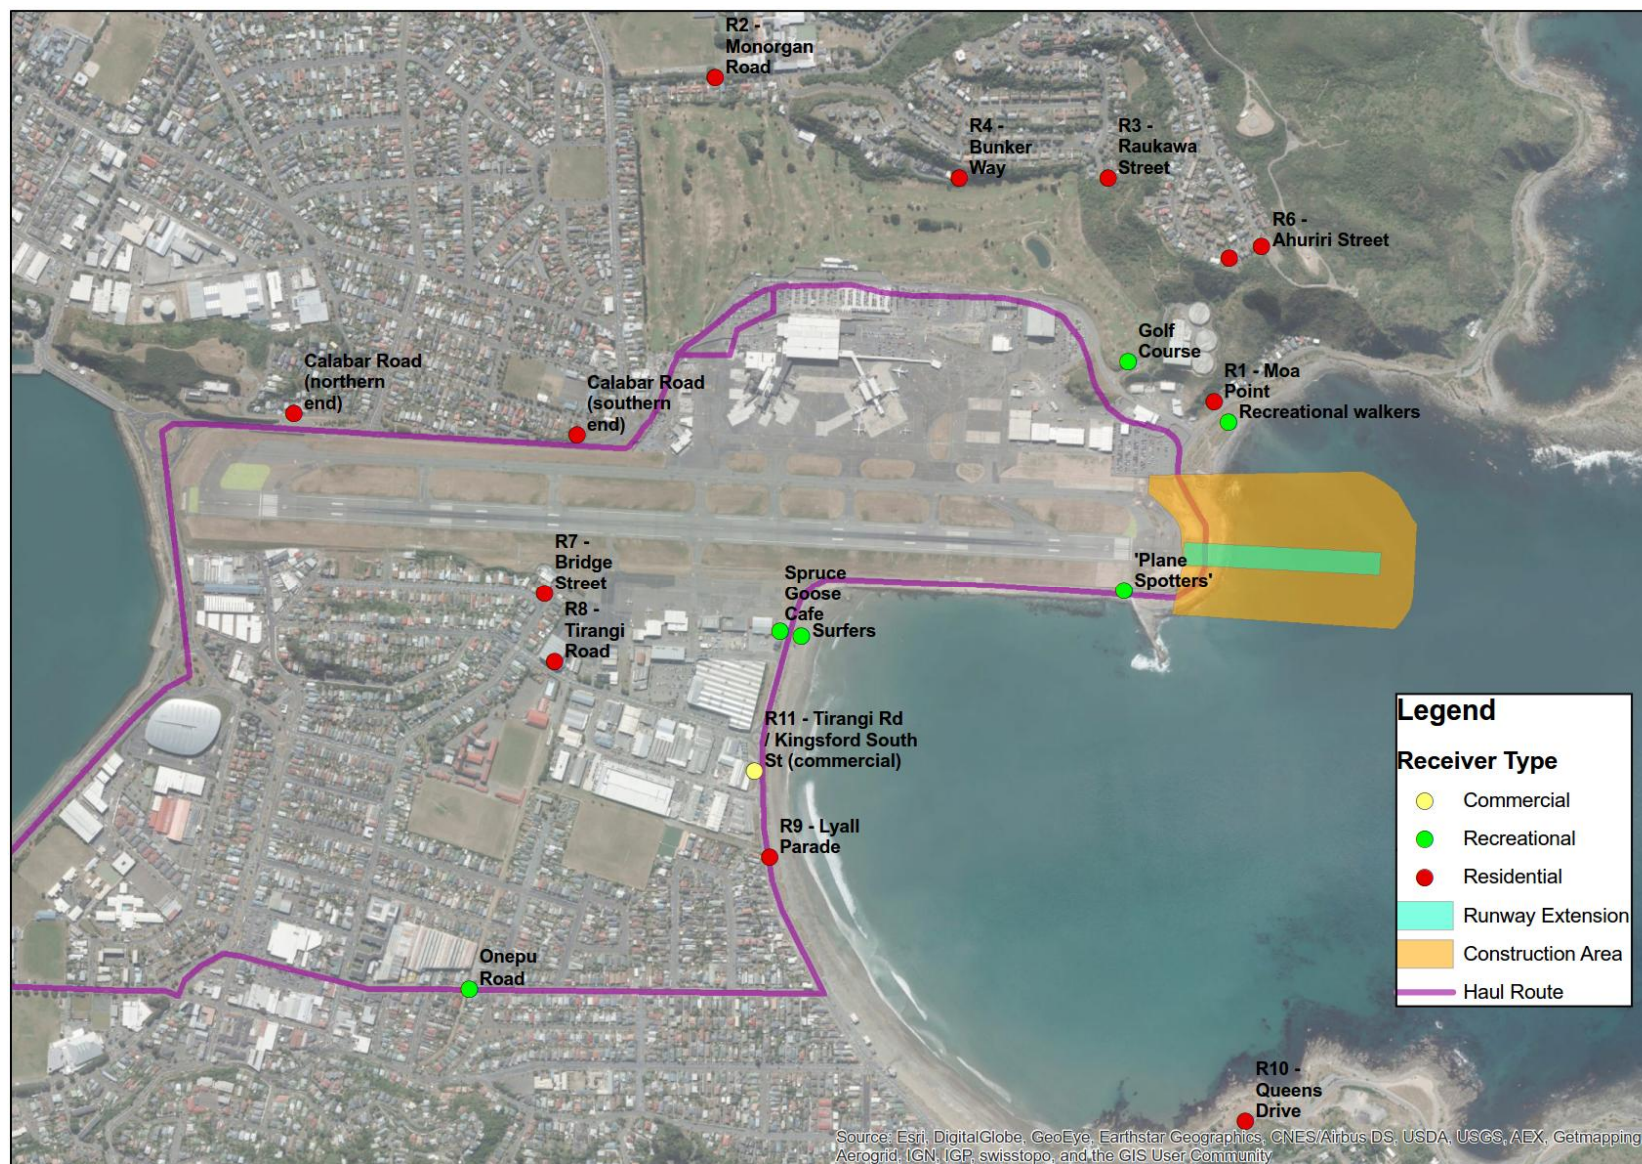 R2 -
Monorgan
Road
R4 -
Bunker
Way
R3 -
Raukawa
Street
R6 -
Ahuriri Street
Golf
Course
Calabar Road
(northern
end)
Calabar Road
(southern
end)
R1 - Moa
Point
Recreational walkers
R7 -
Bridge
Street
'Plane
Spotters'
Spruce
Goose
Cafe
Surfers
R8 -
Tirangi
Road
R11 - Tirangi Rd
/ Kingsford South
St (commercial)
R9 - Lyall
Parade
Onepu
Road
R10 -
Queens
Drive
Legend
Receiver Type
Commercial
Recreational
Residential
Runway Extension
Construction Area
Haul Route
Source: Esri, DigitalGlobe, GeoEye, Earthstar Geographics, CNES/Airbus DS, USDA, USGS, AEX, Getmapping,
Aerogrid, IGN, IGP, swisstopo, and the GIS User Community